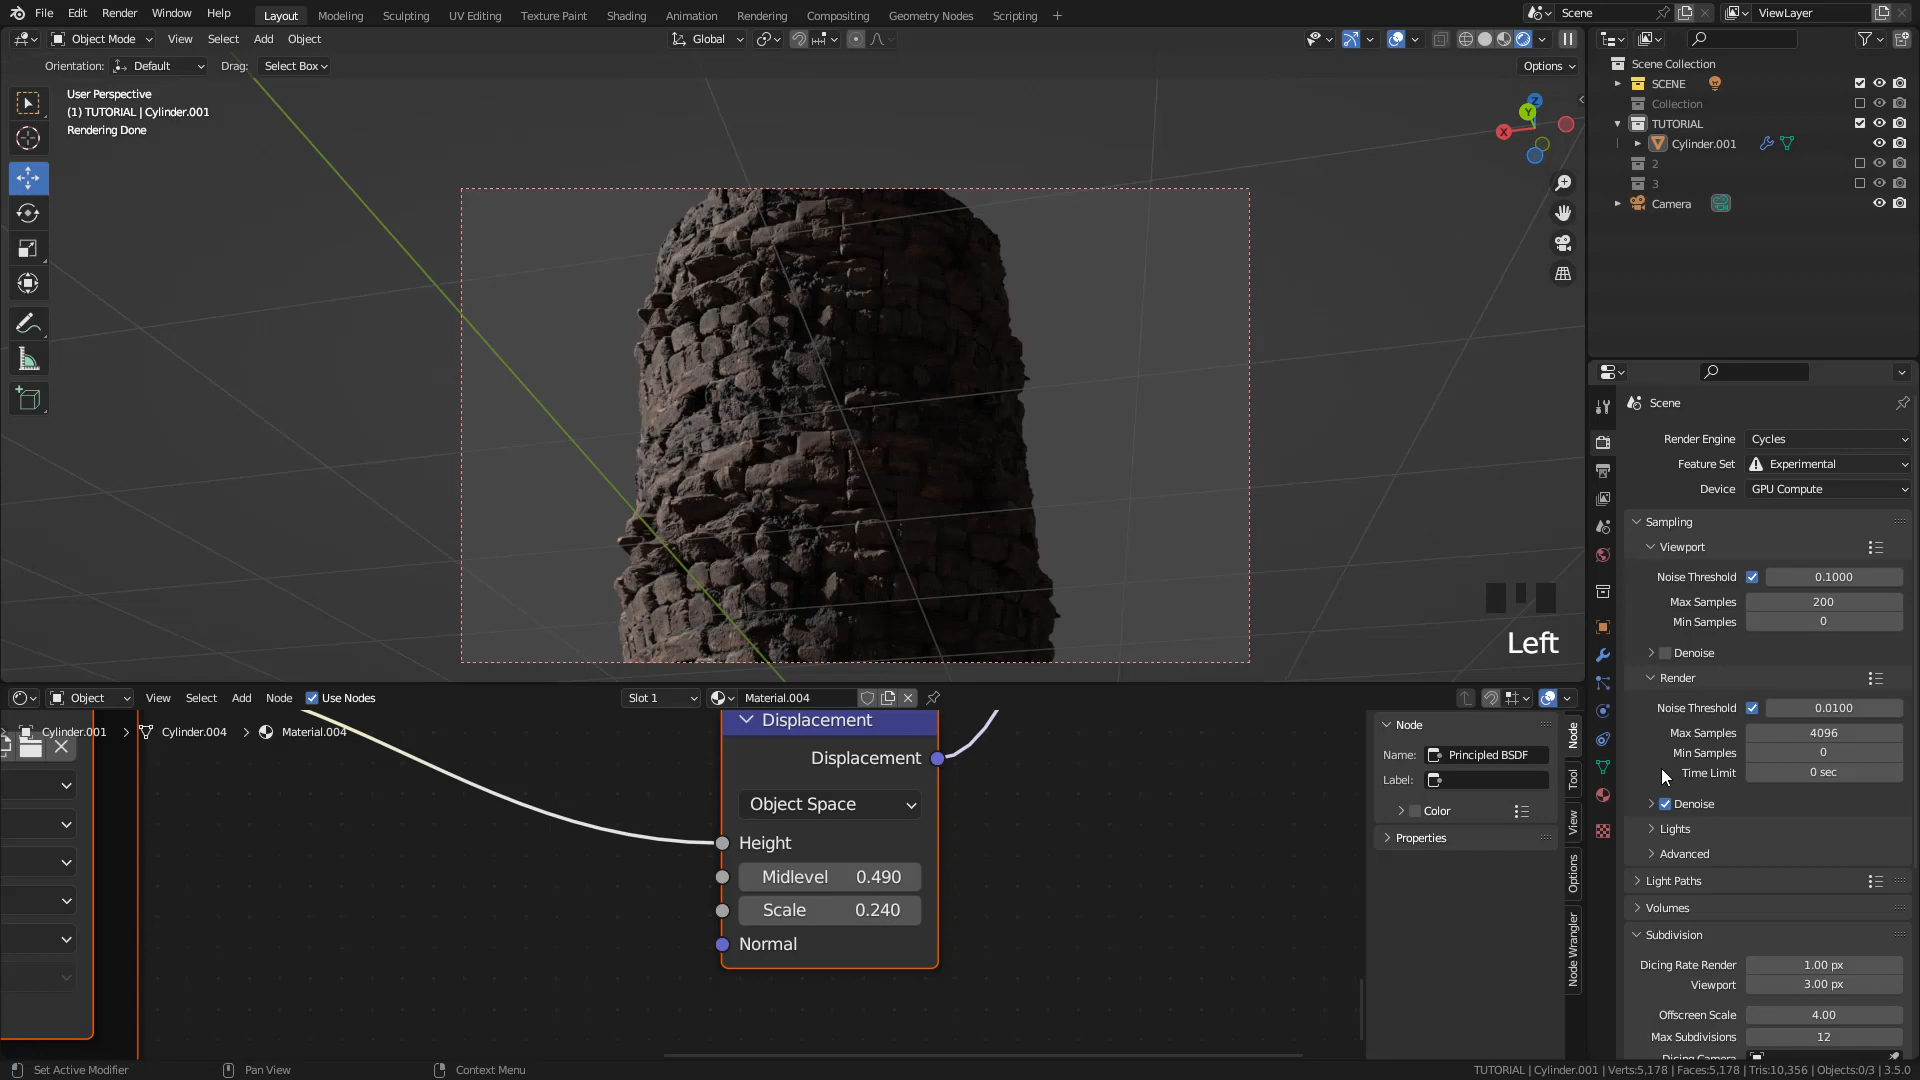 File Edit Render Window Help Layout Modeling Sculpting UV Editing Texture Paint Shading Animation Rendering Compositing Geometry Nodes Scripting + Scene ViewLayer
Object Mode View Select Add Object Global
Orientation: Default Drag: Select Box Options
User Perspective
(1) TUTORIAL | Cylinder.001
Rendering Done
Z
Y
X
Left
Scene Collection
SCENE
Collection
TUTORIAL
Cylinder.001
2
3
Camera
Scene
Render Engine Cycles
Feature Set Experimental
Device GPU Compute
Sampling
Viewport
Noise Threshold 0.1000
Max Samples 200
Min Samples 0
Denoise
Render
Noise Threshold 0.0100
Max Samples 4096
Min Samples 0
Time Limit 0 sec
Denoise
Lights
Advanced
Light Paths
Volumes
Subdivision
Dicing Rate Render 1.00 px
Viewport 3.00 px
Offscreen Scale 4.00
Max Subdivisions 12
Dicing Camera
Object View Select Add Node Use Nodes Slot 1 Material.004
Cylinder.001 > Cylinder.004 > Material.004
Displacement
Displacement
Object Space
Height
Midlevel 0.490
Scale 0.240
Normal
Node
Name: Principled BSDF
Label:
Color
Properties
Node
Tool
View
Options
Node Wrangler
Set Active Modifier Pan View Context Menu TUTORIAL | Cylinder.001 | Verts:5,178 | Faces:5,178 | Tris:10,356 | Objects:0/3 | 3.5.0